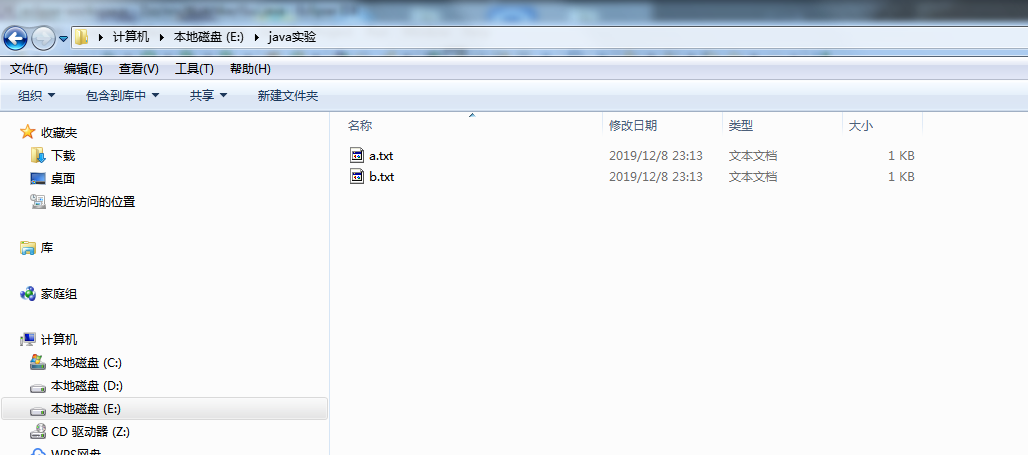 计算机 本地磁盘 (E:) java实验
文件(F) 编辑(E) 查看(V) 工具(T) 帮助(H)
组织 包含到库中 共享 新建文件夹
名称 修改日期 类型 大小
a.txt 2019/12/8 23:13 文本文档 1 KB
b.txt 2019/12/8 23:13 文本文档 1 KB
收藏夹
下载
桌面
最近访问的位置
库
家庭组
计算机
本地磁盘 (C:)
本地磁盘 (D:)
本地磁盘 (E:)
CD 驱动器 (Z:)
WPS网盘